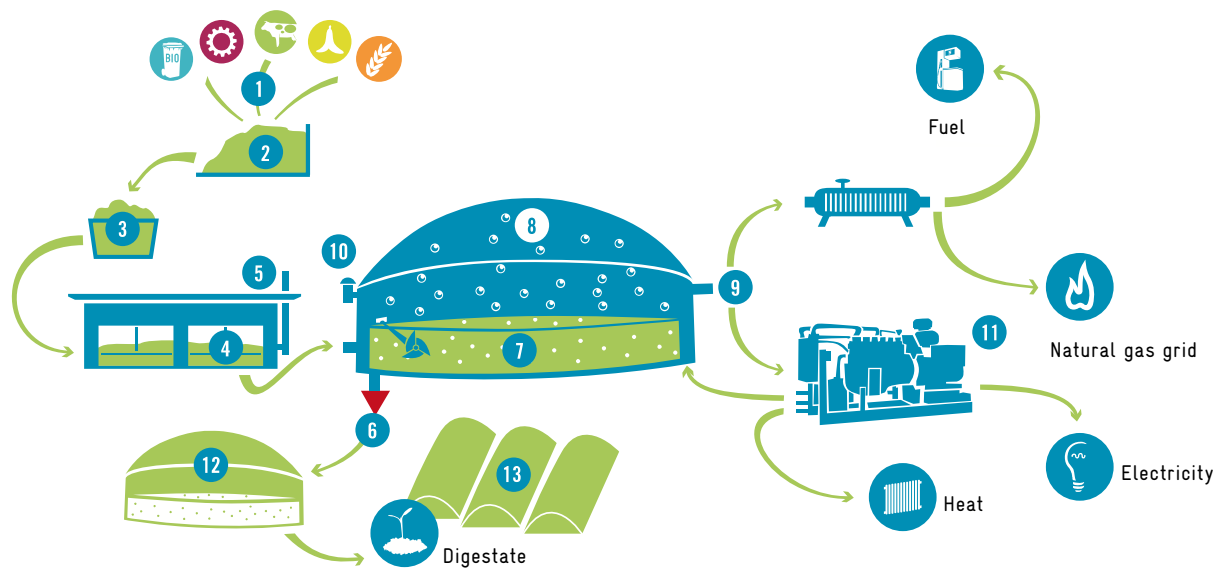 BIO
1
2
3
4
5
6
7
8
9
10
11
12
13
Fuel
Natural gas grid
Electricity
Heat
Digestate